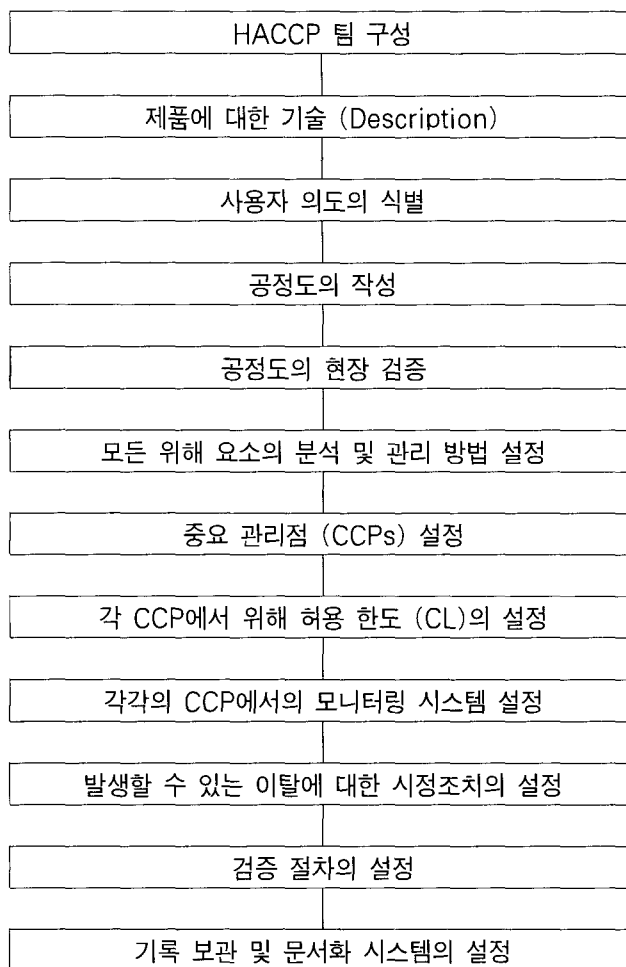 HACCP 팀 구성
제품에 대한 기술 (Description)
사용자 의도의 식별
공정도의 작성
공정도의 현장 검증
모든 위해 요소의 분석 및 관리 방법 설정
중요 관리점 (CCPs) 설정
각 CCP에서 위해 허용 한도 (CL)의 설정
각각의 CCP에서의 모니터링 시스템 설정
발생할 수 있는 이탈에 대한 시정조치의 설정
검증 절차의 설정
기록 보관 및 문서화 시스템의 설정